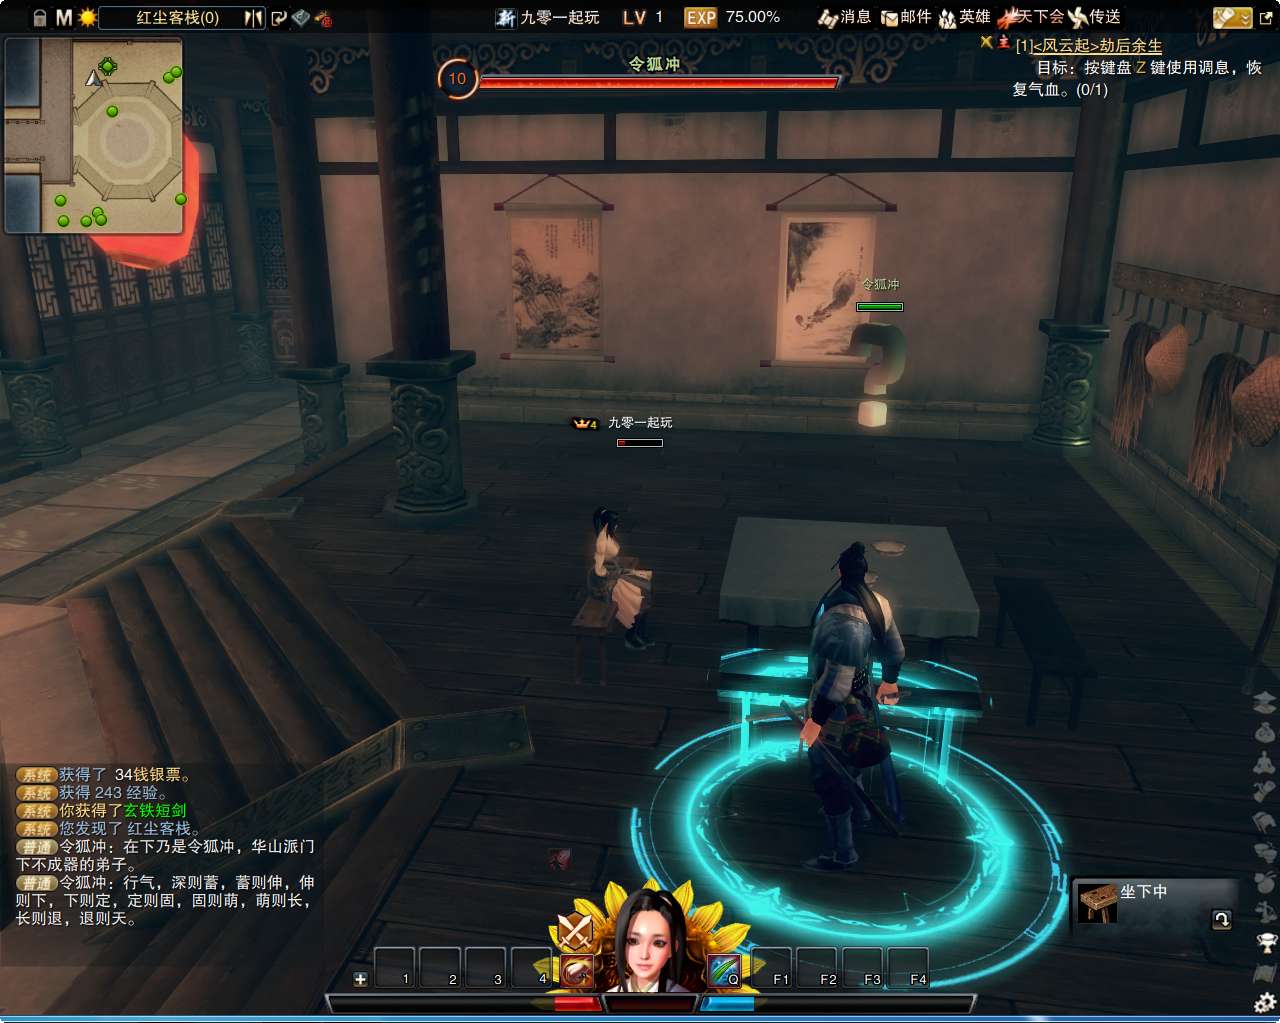 M 红尘客栈(0) 新 九零一起玩 LV 1 EXP 75.00% 消息 邮件 英雄 天下会 传送
主 [1]<风云起>劫后余生
目标：按键盘 Z 键使用调息，恢
复气血。(0/1)
令狐冲
10
令狐冲
4 九零一起玩
系统 获得了 34钱银票。
系统 获得 243 经验。
系统 你获得了玄铁短剑
系统 您发现了 红尘客栈。
普通 令狐冲：在下乃是令狐冲，华山派门
下不成器的弟子。
普通 令狐冲：行气，深则蓄，蓄则伸，伸
则下，下则定，定则固，固则萌，萌则长，
长则退，退则天。
坐下中
1 2 3 4 Q F1 F2 F3 F4